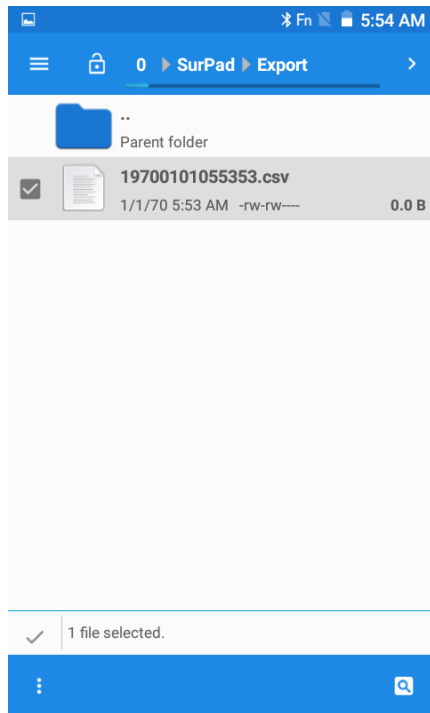 Fn 5:54 AM
0 SurPad Export
..
Parent folder
19700101055353.csv
1/1/70 5:53 AM -rw-rw---- 0.0 B
1 file selected.